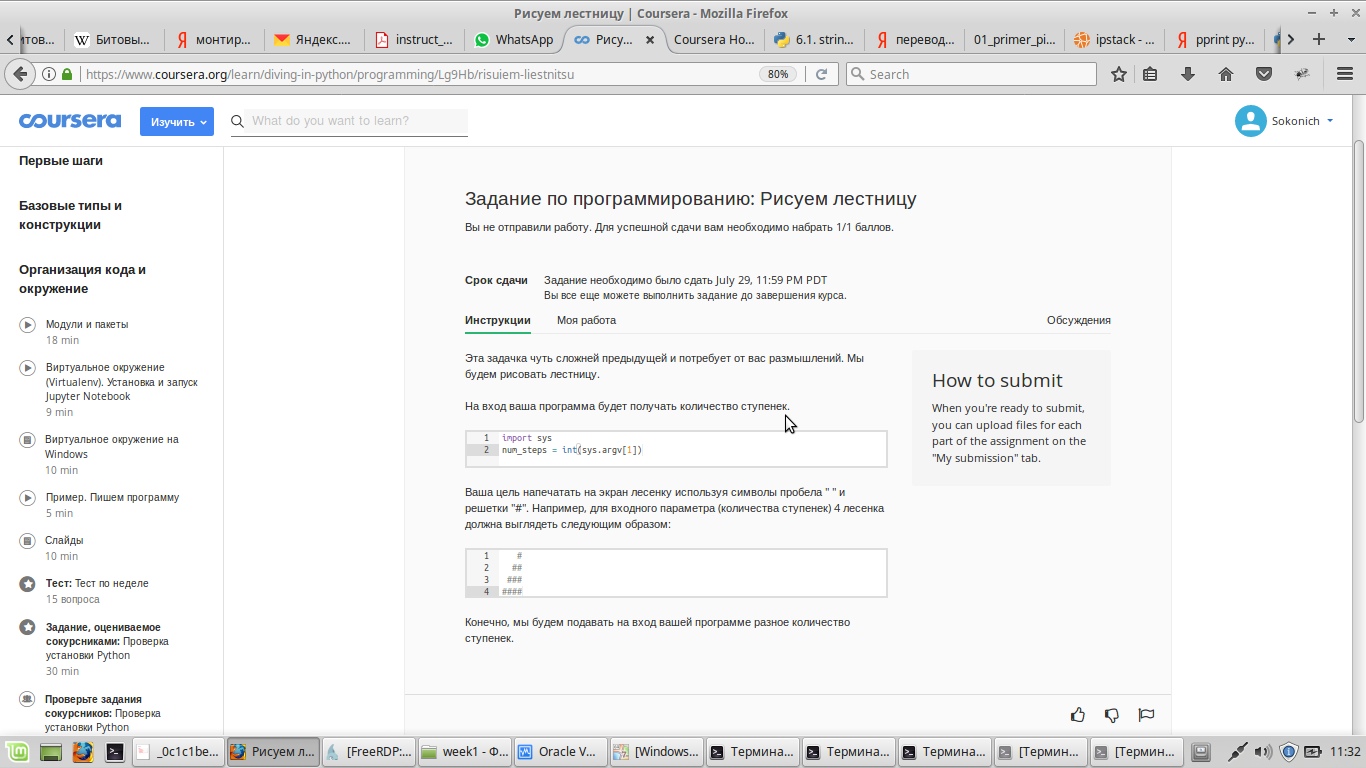 Рисуем лестницу | Coursera - Mozilla Firefox
итов...
Битовы...
монтир...
Яндекс....
instruct_...
WhatsApp
Рису...
Coursera Ho...
6.1. strin...
перевод...
01_primer_pi...
ipstack - ...
pprint py...
https://www.coursera.org/learn/diving-in-python/programming/Lg9Hb/risuiem-liestnitsu
80%
Search
coursera
Изучить
What do you want to learn?
Sokonich
Первые шаги
Базовые типы и
конструкции
Организация кода и
окружение
Модули и пакеты
18 min
Виртуальное окружение
(Virtualenv). Установка и запуск
Jupyter Notebook
9 min
Виртуальное окружение на
Windows
10 min
Пример. Пишем программу
5 min
Слайды
10 min
Тест: Тест по неделе
15 вопроса
Задание, оцениваемое
сокурсниками: Проверка
установки Python
30 min
Проверьте задания
сокурсников: Проверка
установки Python
Задание по программированию: Рисуем лестницу
Вы не отправили работу. Для успешной сдачи вам необходимо набрать 1/1 баллов.
Срок сдачи
Задание необходимо было сдать July 29, 11:59 PM PDT
Вы все еще можете выполнить задание до завершения курса.
Инструкции
Моя работа
Обсуждения
Эта задачка чуть сложней предыдущей и потребует от вас размышлений. Мы
будем рисовать лестницу.
На вход ваша программа будет получать количество ступенек.
1 import sys
2 num_steps = int(sys.argv[1])
Ваша цель напечатать на экран лесенку используя символы пробела " " и
решетки "#". Например, для входного параметра (количества ступенек) 4 лесенка
должна выглядеть следующим образом:
1    #
2   ##
3  ###
4 ####
Конечно, мы будем подавать на вход вашей программе разное количество
ступенек.
How to submit
When you're ready to submit,
you can upload files for each
part of the assignment on the
"My submission" tab.
_0c1c1be...
Рисуем л...
[FreeRDP:...
week1 - Ф...
Oracle V...
[Windows...
Термина...
Термина...
Термина...
[Термин...
[Термин...
11:32